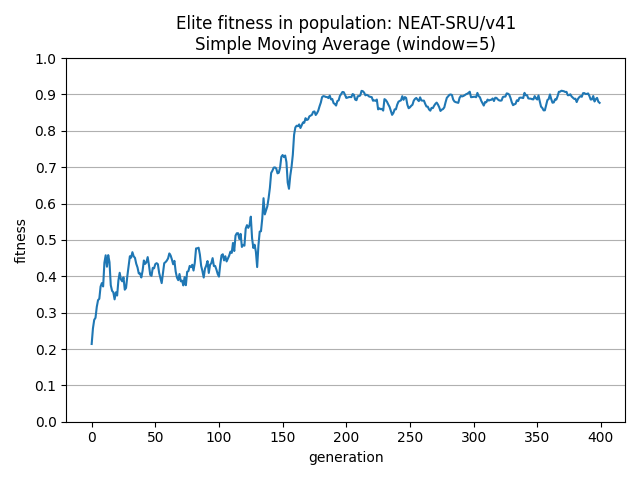 Elite fitness in population: NEAT-SRU/v41
Simple Moving Average (window=5)
1.0
0.9
0.8
0.7
0.6
0.5
0.4
0.3
0.2
0.1
0.0
fitness
0 50 100 150 200 250 300 350 400
generation